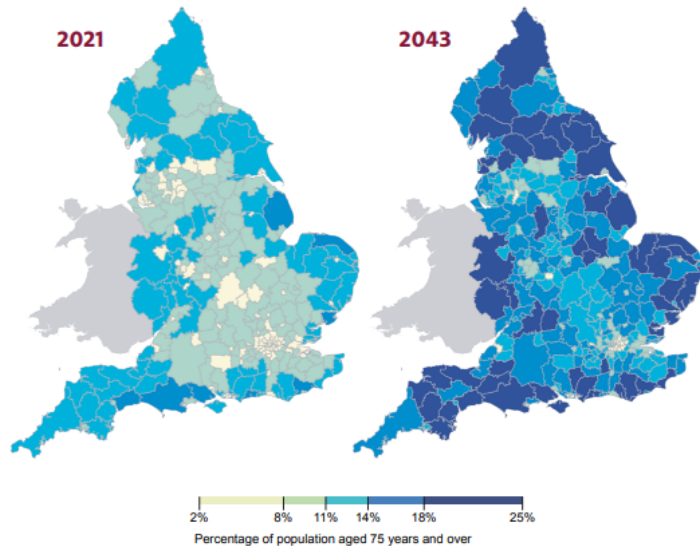 2021
2043
2% 8% 11% 14% 18% 25%
Percentage of population aged 75 years and over